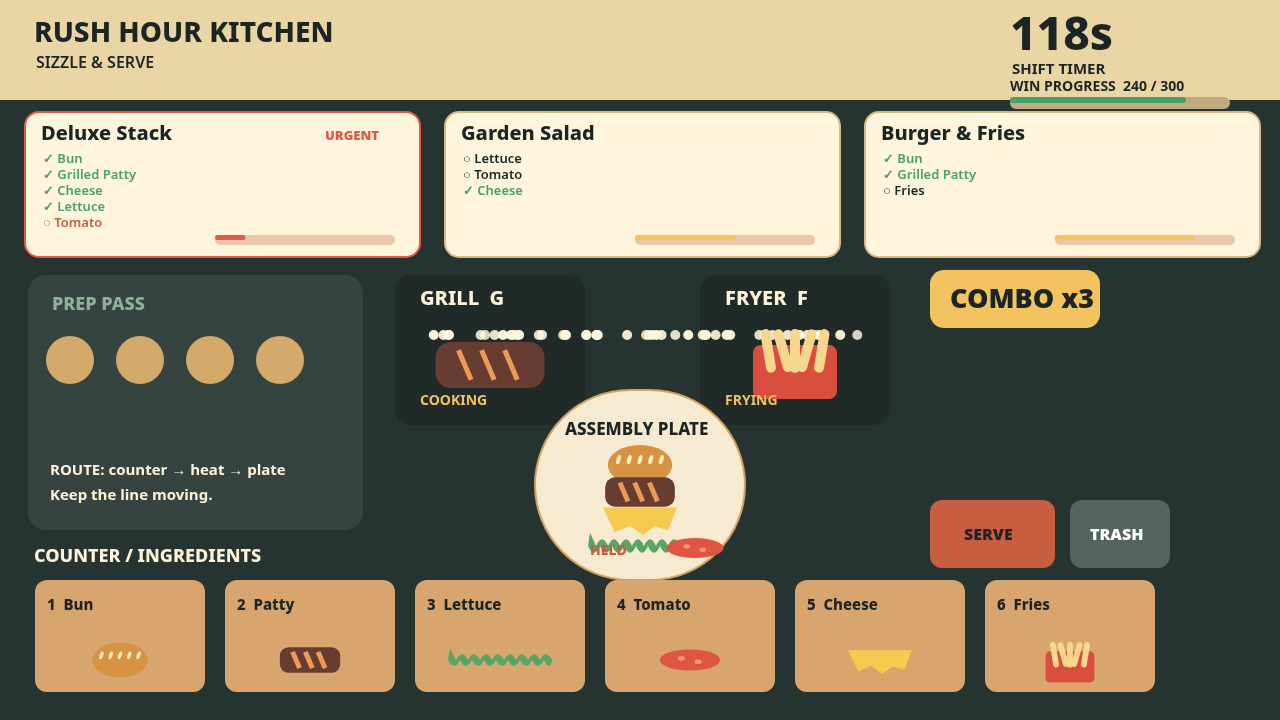 RUSH HOUR KITCHEN
SIZZLE & SERVE
118s
SHIFT TIMER
WIN PROGRESS 240 / 300
Deluxe Stack
URGENT
✓ Bun
✓ Grilled Patty
✓ Cheese
✓ Lettuce
○ Tomato
Garden Salad
○ Lettuce
○ Tomato
✓ Cheese
Burger & Fries
✓ Bun
✓ Grilled Patty
○ Fries
PREP PASS
ROUTE: counter → heat → plate
Keep the line moving.
GRILL G
COOKING
FRYER F
FRYING
COMBO x3
ASSEMBLY PLATE
HELD
SERVE
TRASH
COUNTER / INGREDIENTS
1 Bun
2 Patty
3 Lettuce
4 Tomato
5 Cheese
6 Fries